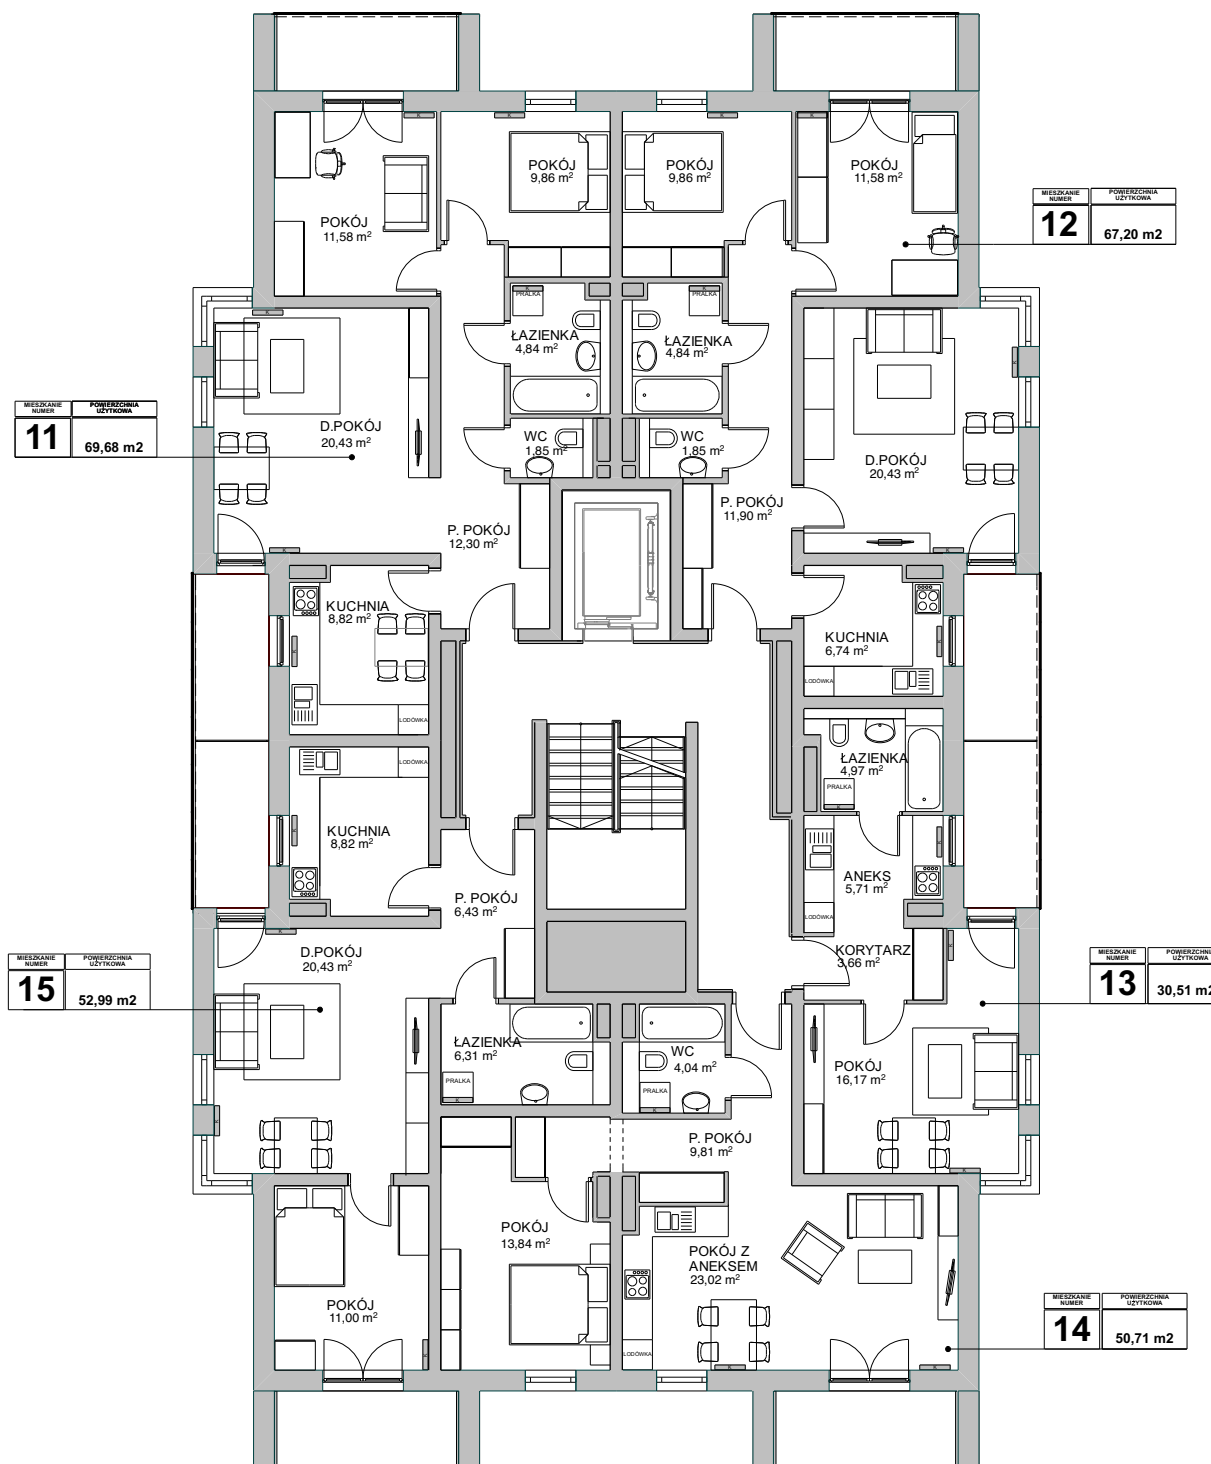 POKÓJ
9,86 m²
POKÓJ
9,86 m²
POKÓJ
11,58 m²
POKÓJ
11,58 m²
MIESZKANIE
NUMER
POWIERZCHNIA
UŻYTKOWA
12
67,20 m2
K
K
K
K
K
PRALKA
K
PRALKA
ŁAZIENKA
4,84 m²
ŁAZIENKA
4,84 m²
K
K
MIESZKANIE
NUMER
POWIERZCHNIA
UŻYTKOWA
11
69,68 m2
D.POKÓJ
20,43 m²
WC
1,85 m²
WC
1,85 m²
D.POKÓJ
20,43 m²
P. POKÓJ
12,30 m²
P. POKÓJ
11,90 m²
K
K
KUCHNIA
8,82 m²
K
KUCHNIA
6,74 m²
K
LODÓWKA
LODÓWKA
LODÓWKA
ŁAZIENKA
4,97 m²
PRALKA
K
KUCHNIA
8,82 m²
K
ANEKS
5,71 m²
K
LODÓWKA
P. POKÓJ
6,43 m²
K
K
D.POKÓJ
20,43 m²
KORYTARZ
3,66 m²
MIESZKANIE
NUMER
POWIERZCHNIA
UŻYTKOWA
15
52,99 m2
MIESZKANIE
NUMER
POWIERZCHNIA
UŻYTKOWA
13
30,51 m2
ŁAZIENKA
6,31 m²
PRALKA
K
WC
4,04 m²
PRALKA
K
POKÓJ
16,17 m²
K
K
P. POKÓJ
9,81 m²
POKÓJ
13,84 m²
POKÓJ Z
ANEKSEM
23,02 m²
POKÓJ
11,00 m²
K
LODÓWKA
K
K
MIESZKANIE
NUMER
POWIERZCHNIA
UŻYTKOWA
14
50,71 m2